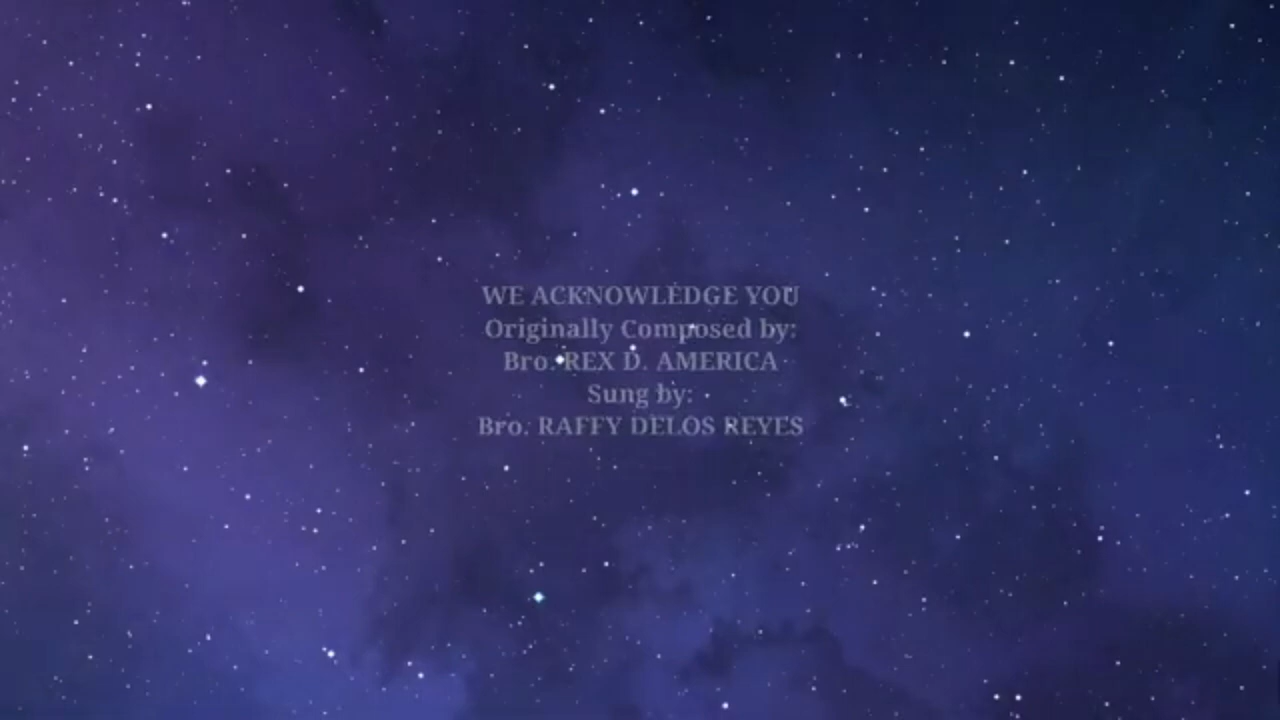 WE ACKNOWLEDGE YOU
Originally Composed by:
Bro. REX D. AMERICA
Sung by:
Bro. RAFFY DELOS REYES